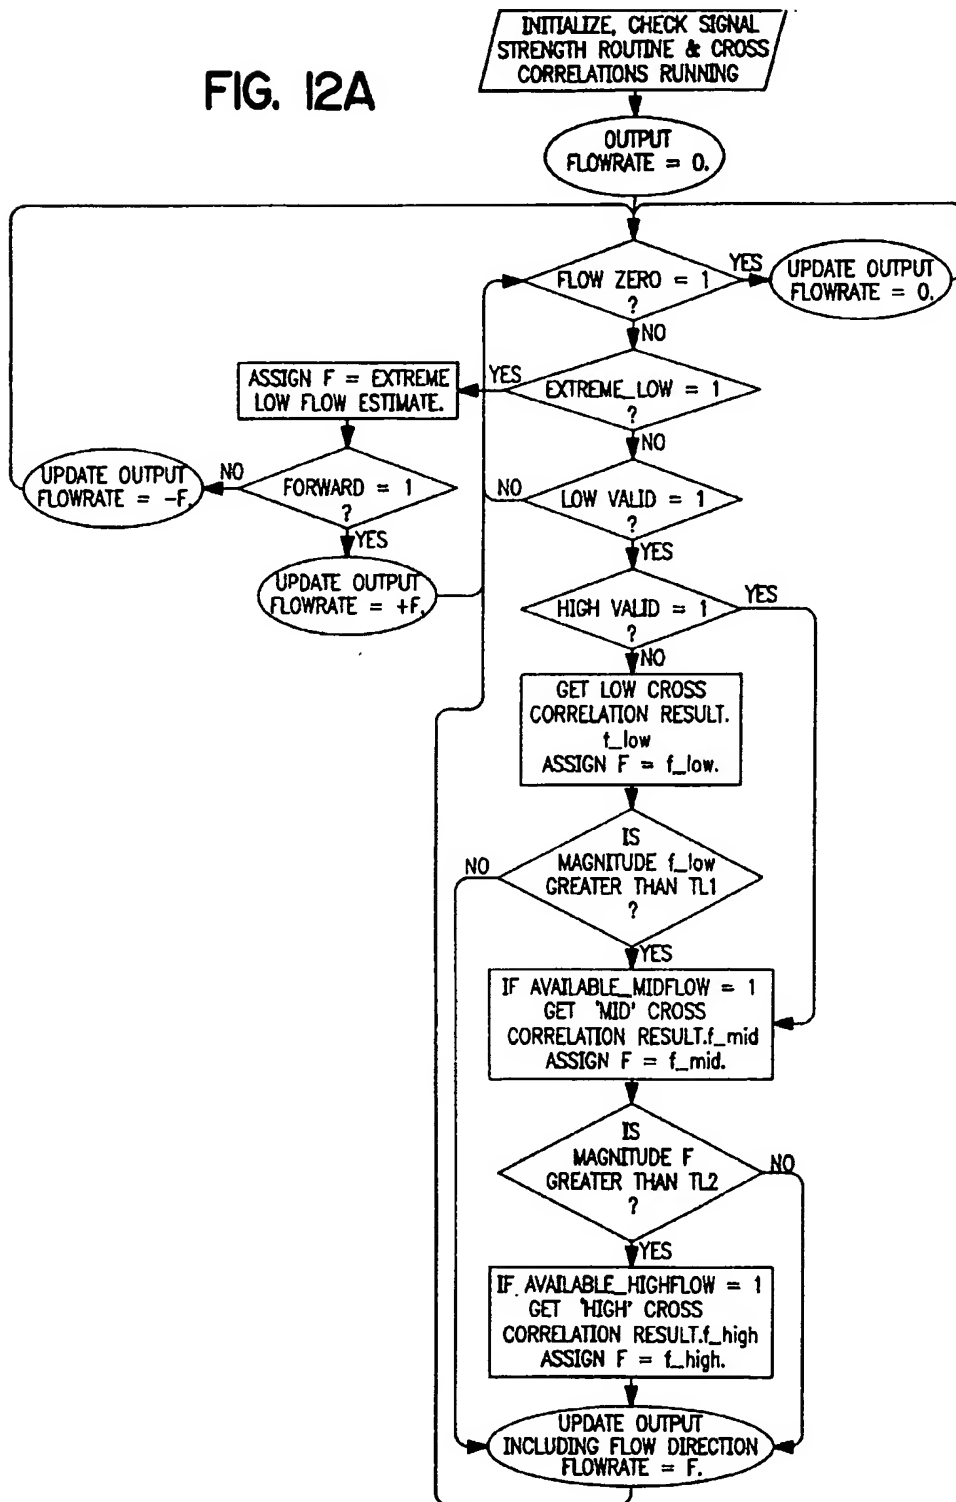 FIG. 12A
INITIALIZE, CHECK SIGNAL
STRENGTH ROUTINE & CROSS
CORRELATIONS RUNNING
OUTPUT
FLOWRATE = 0.
FLOW ZERO = 1
?
YES
UPDATE OUTPUT
FLOWRATE = 0.
NO
EXTREME_LOW = 1
?
YES
ASSIGN F = EXTREME
LOW FLOW ESTIMATE.
FORWARD = 1
?
NO
UPDATE OUTPUT
FLOWRATE = -F.
YES
UPDATE OUTPUT
FLOWRATE = +F.
NO
LOW VALID = 1
?
NO
YES
HIGH VALID = 1
?
YES
NO
GET LOW CROSS
CORRELATION RESULT.
f_low
ASSIGN F = f_low.
IS
MAGNITUDE f_low
GREATER THAN TL1
?
NO
YES
IF AVAILABLE_MIDFLOW = 1
GET 'MID' CROSS
CORRELATION RESULT.f_mid
ASSIGN F = f_mid.
IS
MAGNITUDE F
GREATER THAN TL2
?
NO
YES
IF AVAILABLE_HIGHFLOW = 1
GET 'HIGH' CROSS
CORRELATION RESULT.f_high
ASSIGN F = f_high.
UPDATE OUTPUT
INCLUDING FLOW DIRECTION
FLOWRATE = F.